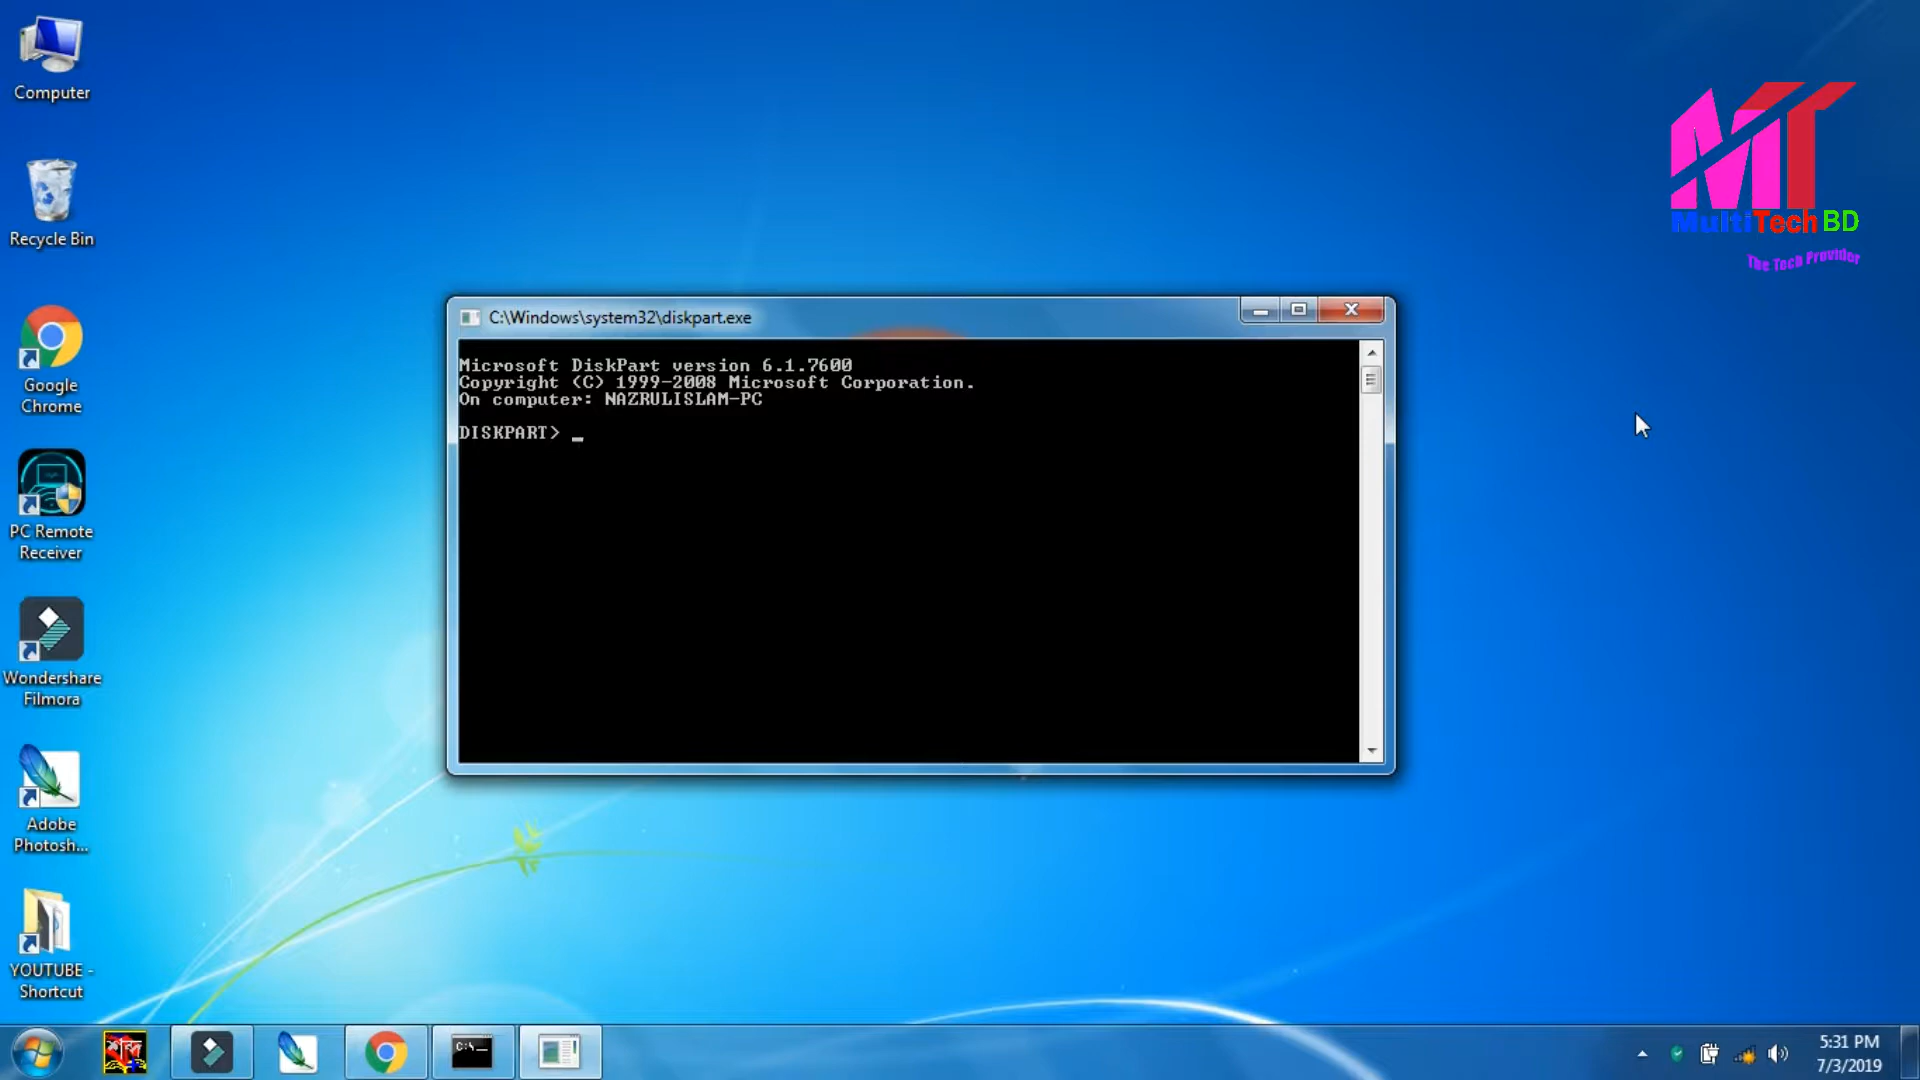 Computer
Recycle Bin
Google
Chrome
PC Remote
Receiver
Wondershare
Filmora
Adobe
Photosh...
YOUTUBE -
Shortcut
MT
MultiTech BD
The Tech Providor
C:\Windows\system32\diskpart.exe
Microsoft DiskPart version 6.1.7600
Copyright (C) 1999-2008 Microsoft Corporation.
On computer: NAZRULISLAM-PC
DISKPART> _
C:\_
5:31 PM
7/3/2019